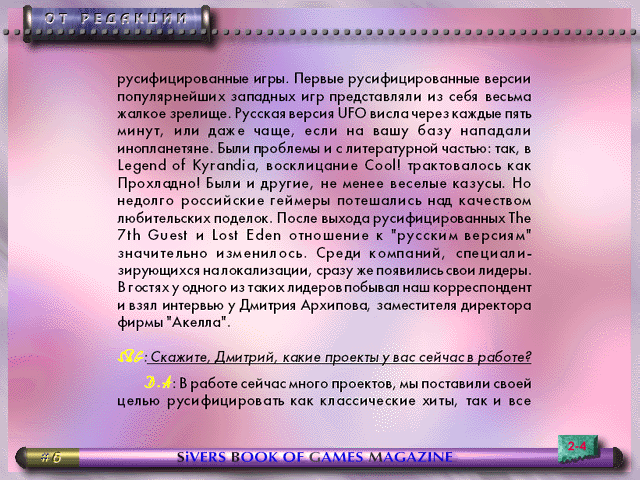 ОТ РЕДАКЦИИ
русифицированные игры. Первые русифицированные версии
популярнейших западных игр представляли из себя весьма
жалкое зрелище. Русская версия UFO висла через каждые пять
минут, или даже чаще, если на вашу базу нападали
инопланетяне. Были проблемы и с литературной частью: так, в
Legend of Kyrandia, восклицание Cool! трактовалось как
Прохладно! Были и другие, не менее веселые казусы. Но
недолго российские геймеры потешались над качеством
любительских поделок. После выхода русифицированных The
7th Guest и Lost Eden отношение к "русским версиям"
значительно изменилось. Среди компаний, специали-
зирующихся на локализации, сразу же появились свои лидеры.
В гостях у одного из таких лидеров побывал наш корреспондент
и взял интервью у Дмитрия Архипова, заместителя директора
фирмы "Акелла".
: Скажите, Дмитрий, какие проекты у вас сейчас в работе?
D.A: В работе сейчас много проектов, мы поставили своей
целью русифицировать как классические хиты, так и все
2-4
#6
SiVERS BOOK OF GAMES MAGAZINE